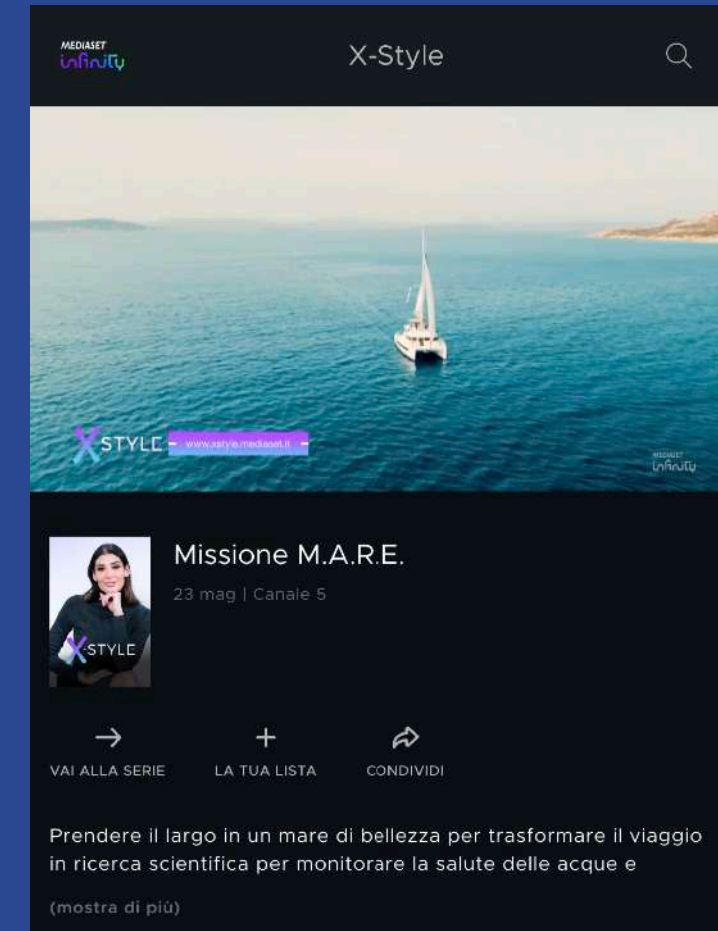 MEDIASET
infinity
X-Style
X STYLE www.xstyle.mediaset.it
MEDIASET
infinity
Missione M.A.R.E.
23 mag | Canale 5
X-STYLE
VAI ALLA SERIE
LA TUA LISTA
CONDIVIDI
Prendere il largo in un mare di bellezza per trasformare il viaggio
in ricerca scientifica per monitorare la salute delle acque e
(mostra di più)